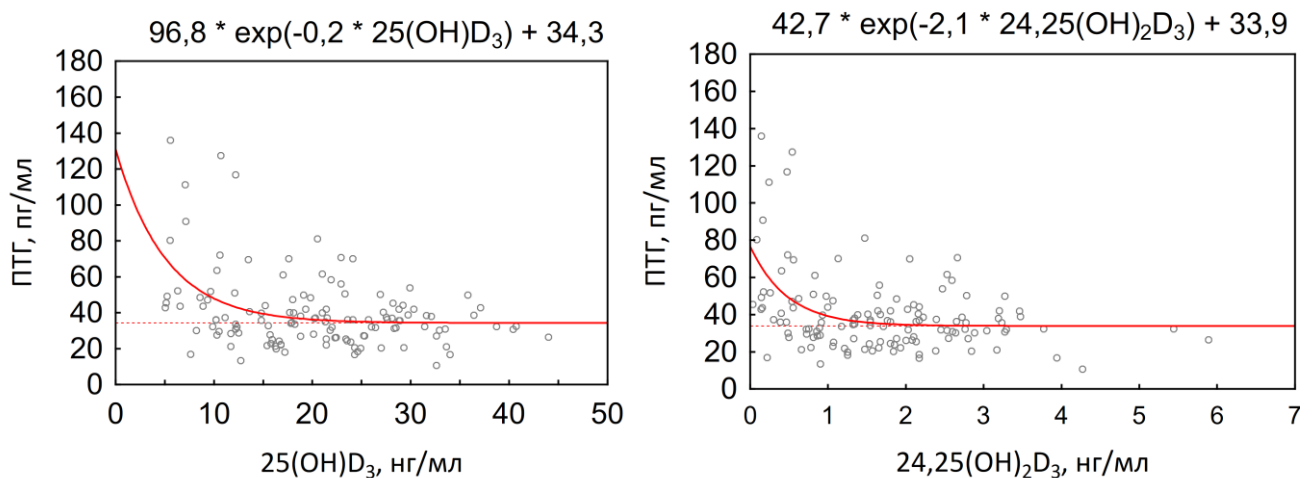 96,8 * exp(-0,2 * 25(OH)D₃) + 34,3
180
160
140
120
100
80
60
40
20
0
ПТГ, пг/мл
0 10 20 30 40 50
25(OH)D₃, нг/мл
42,7 * exp(-2,1 * 24,25(OH)₂D₃) + 33,9
180
160
140
120
100
80
60
40
20
0
ПТГ, пг/мл
0 1 2 3 4 5 6 7
24,25(OH)₂D₃, нг/мл